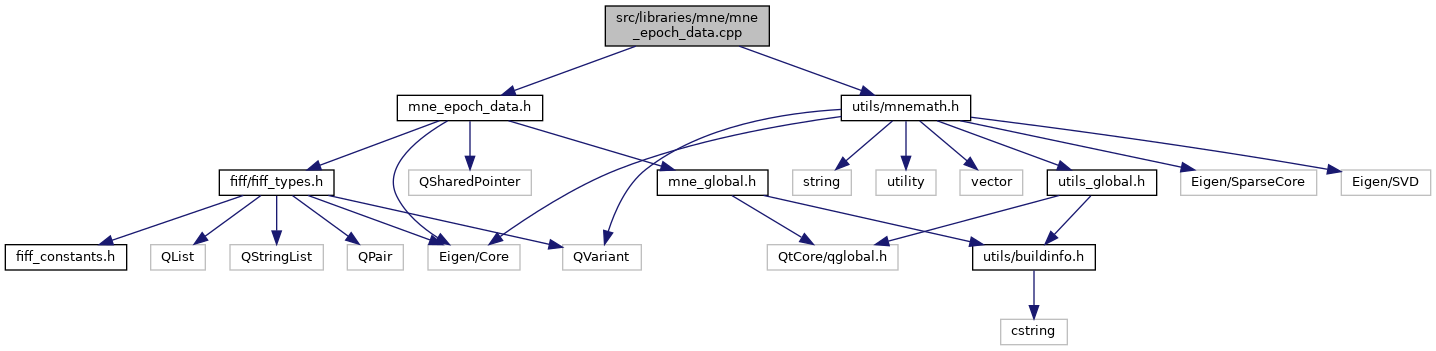 src/libraries/mne/mne
_epoch_data.cpp
mne_epoch_data.h
utils/mnemath.h
fiff/fiff_types.h
QSharedPointer
mne_global.h
string
utility
vector
utils_global.h
Eigen/SparseCore
Eigen/SVD
fiff_constants.h
QList
QStringList
QPair
Eigen/Core
QVariant
QtCore/qglobal.h
utils/buildinfo.h
cstring